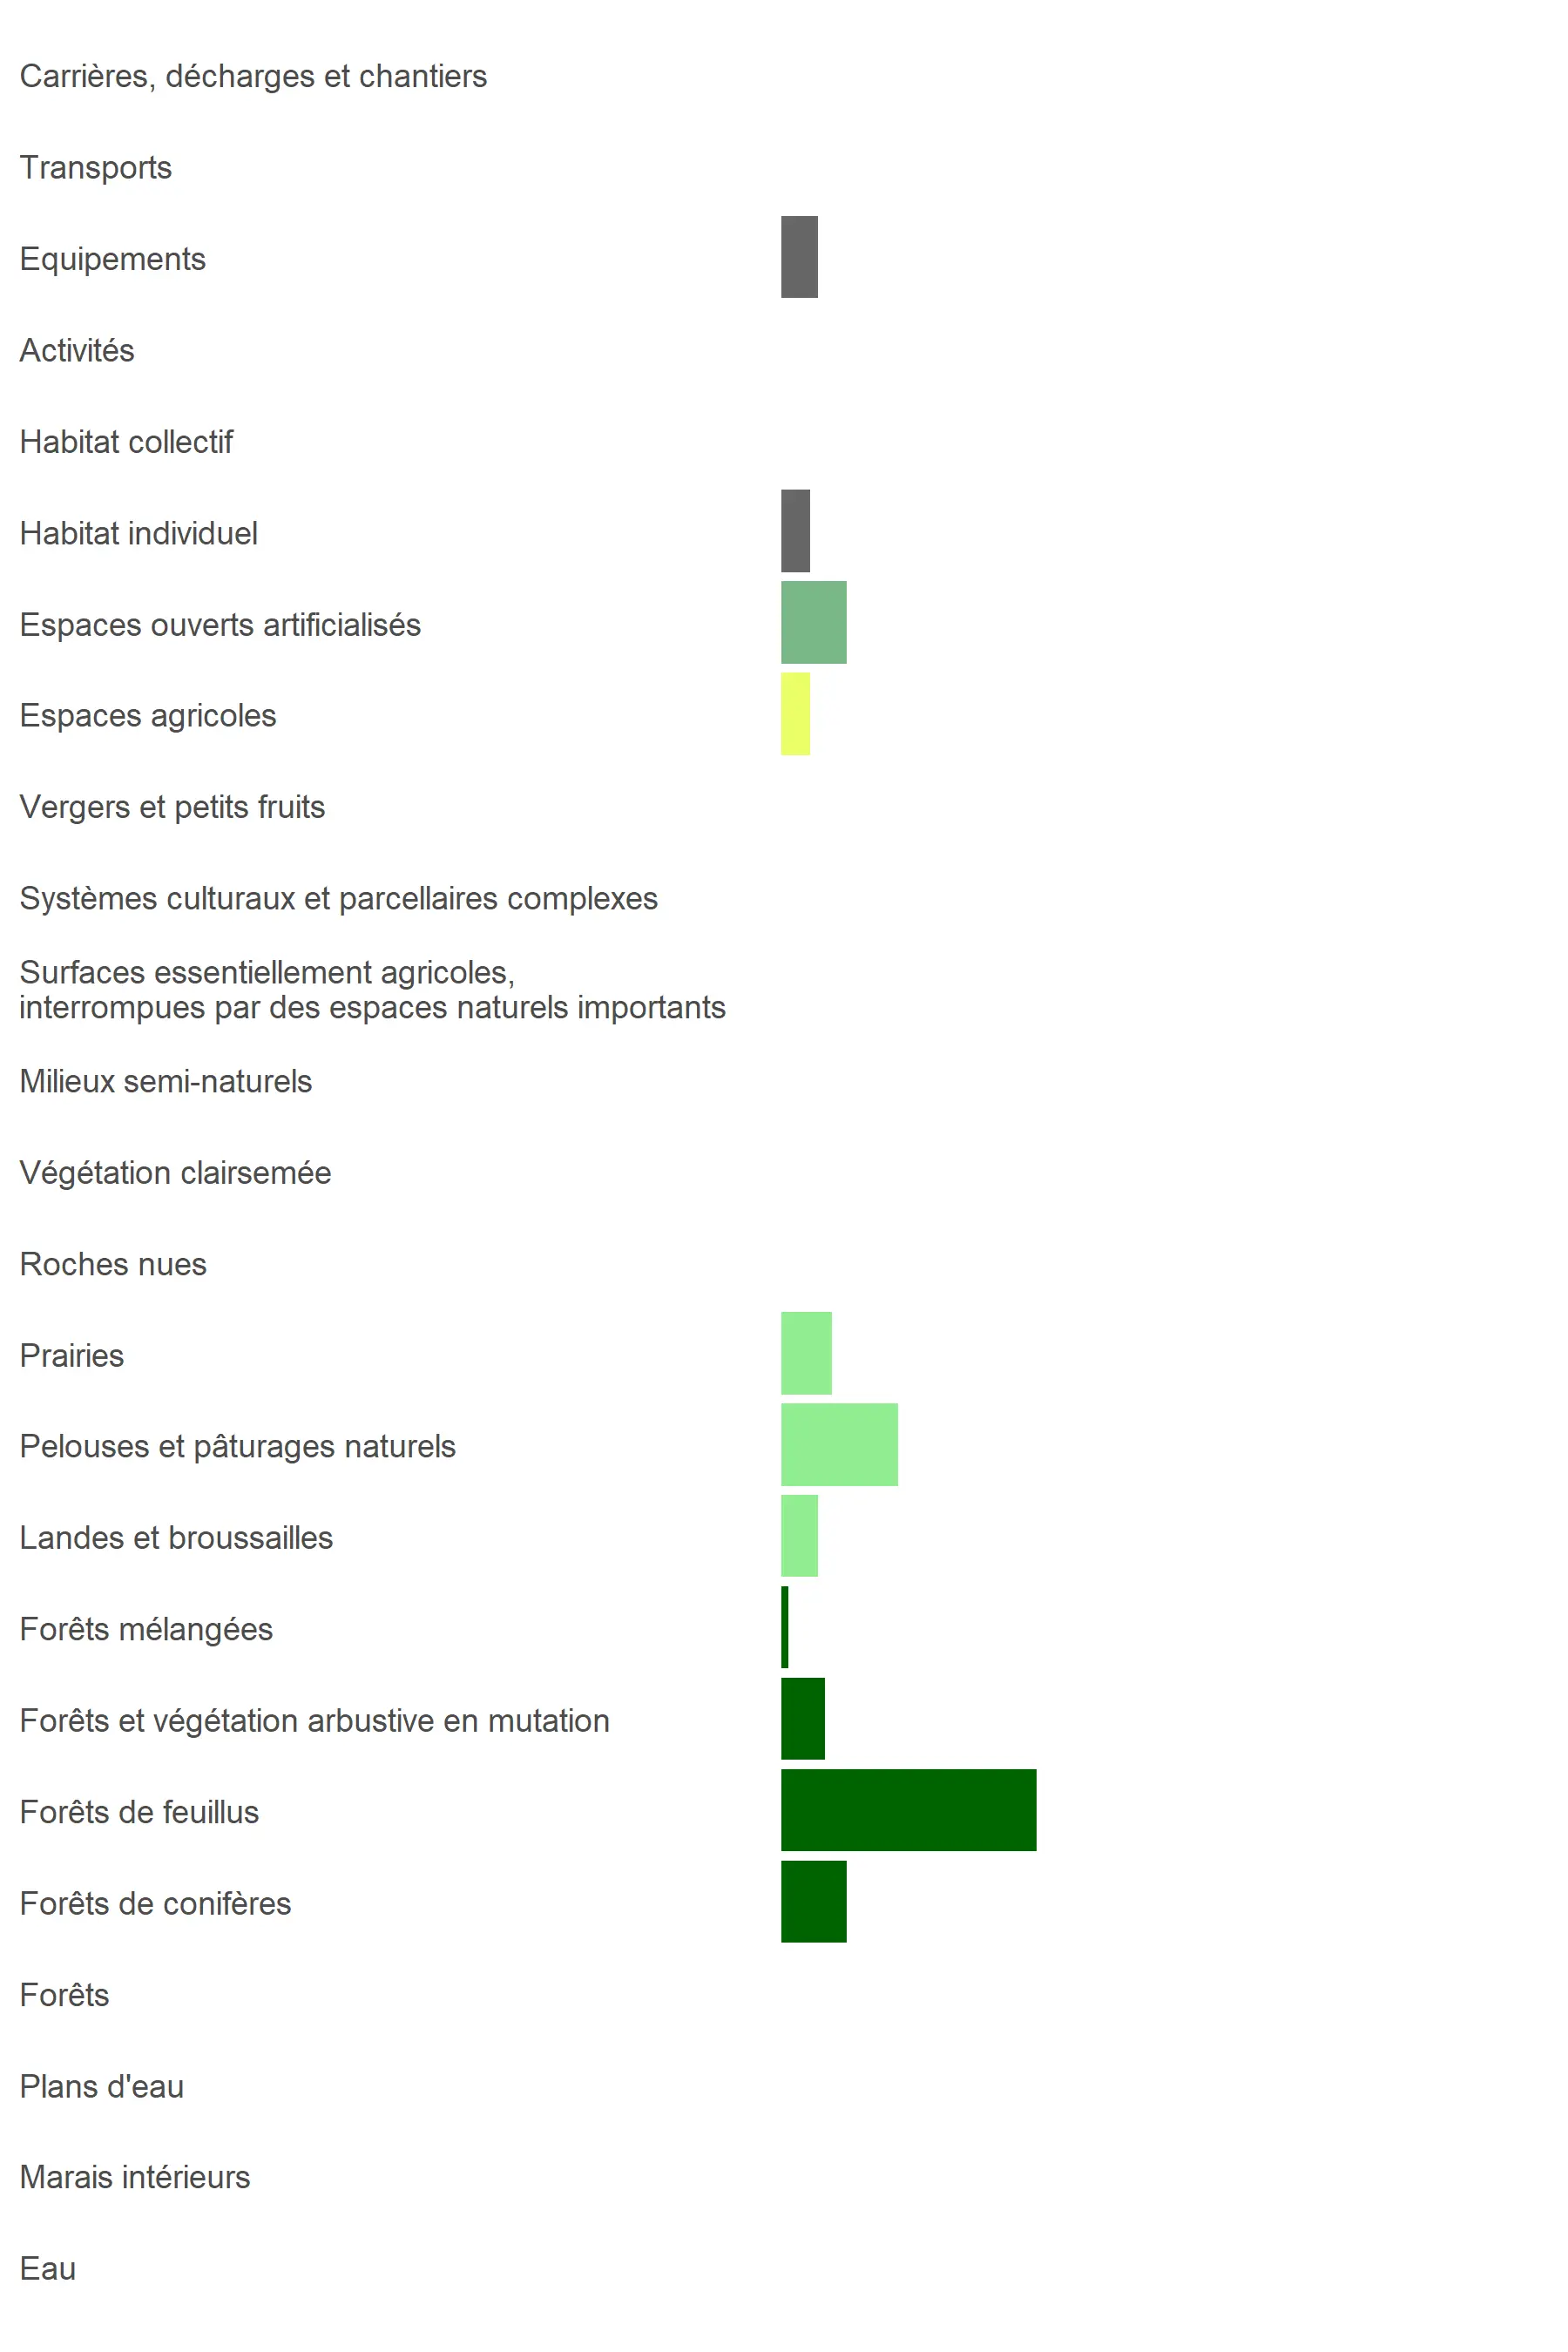 Carrières, décharges et chantiers
Transports
Equipements
Activités
Habitat collectif
Habitat individuel
Espaces ouverts artificialisés
Espaces agricoles
Vergers et petits fruits
Systèmes culturaux et parcellaires complexes
Surfaces essentiellement agricoles,
interrompues par des espaces naturels importants
Milieux semi-naturels
Végétation clairsemée
Roches nues
Prairies
Pelouses et pâturages naturels
Landes et broussailles
Forêts mélangées
Forêts et végétation arbustive en mutation
Forêts de feuillus
Forêts de conifères
Forêts
Plans d'eau
Marais intérieurs
Eau